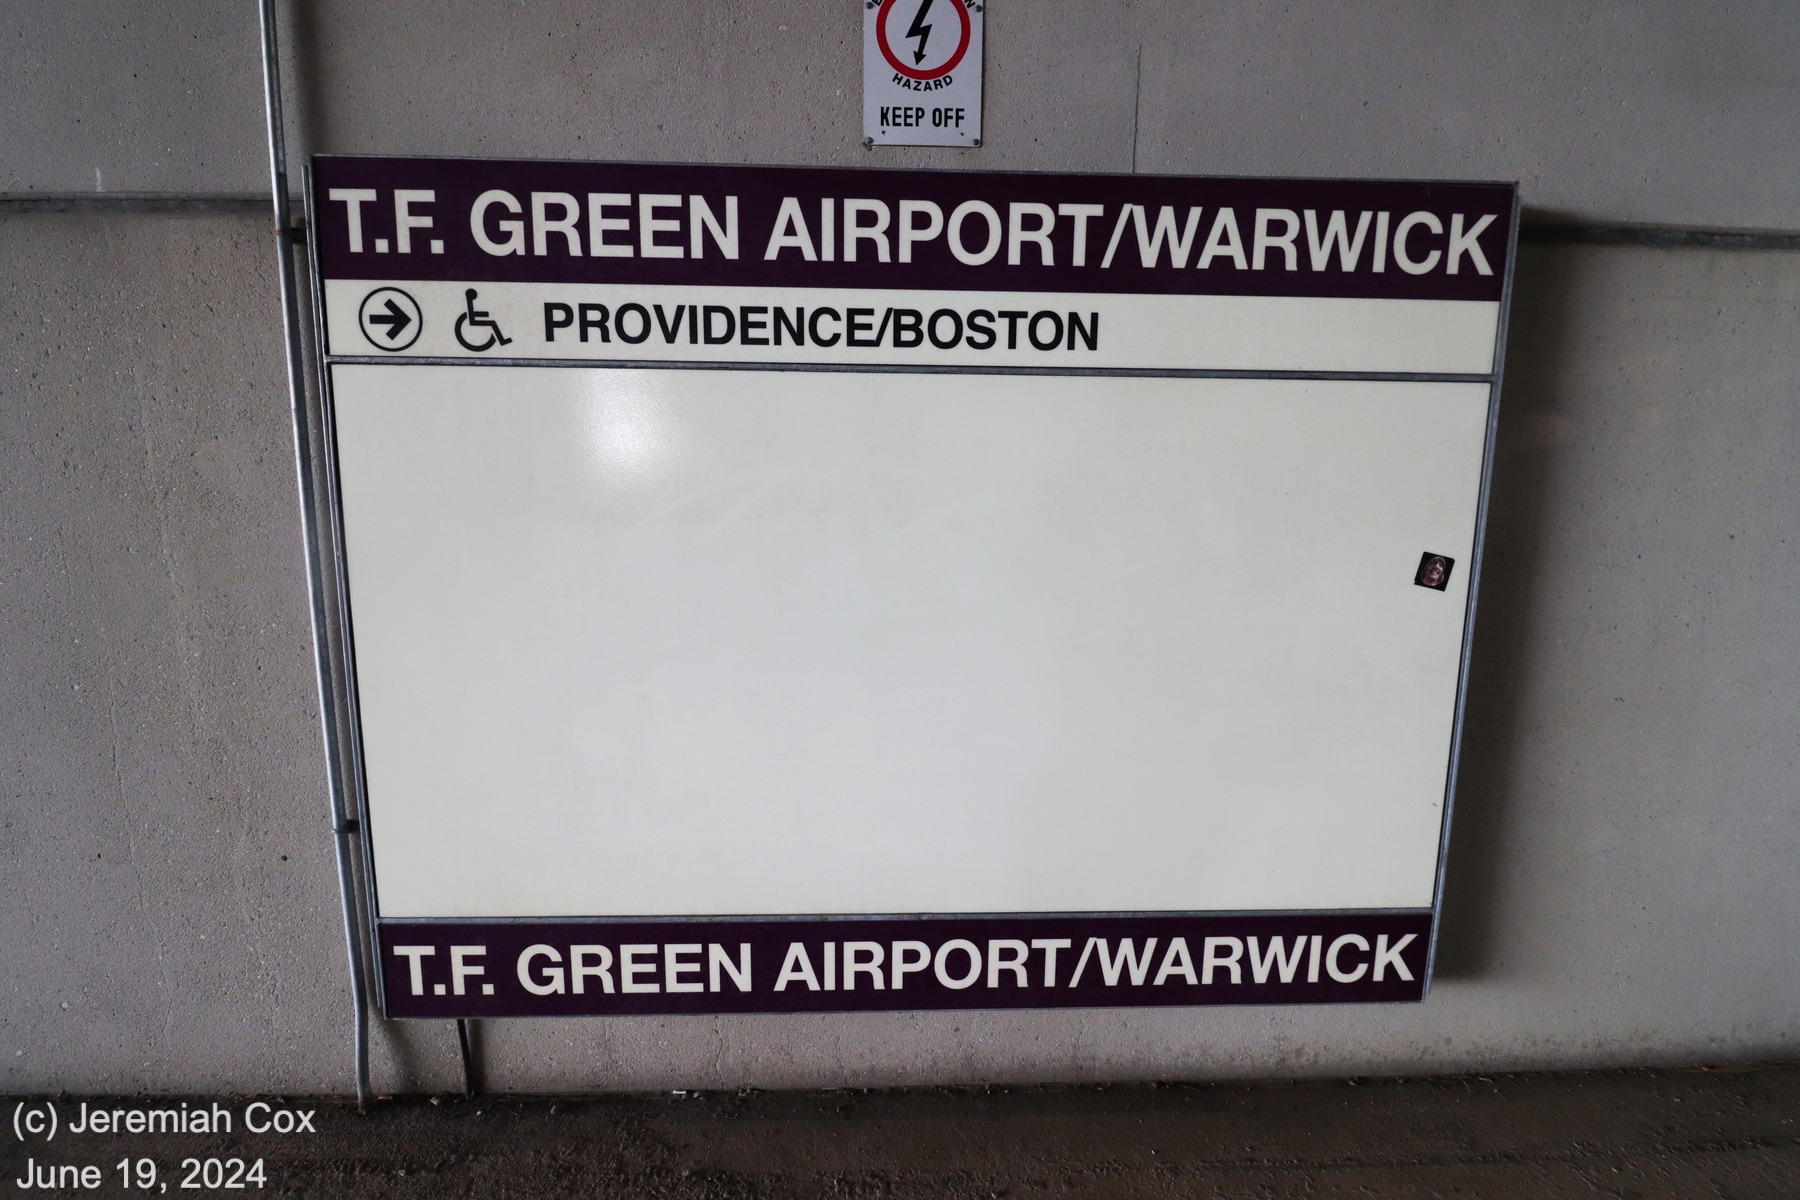 HAZARD
KEEP OFF
T.F. GREEN AIRPORT/WARWICK
PROVIDENCE/BOSTON
T.F. GREEN AIRPORT/WARWICK
(c) Jeremiah Cox
June 19, 2024